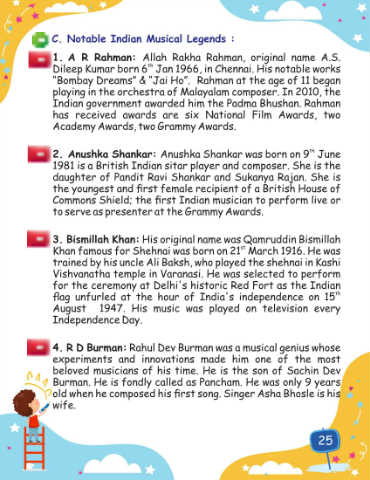 C. Notable Indian Musical Legends :
1. A R Rahman: Allah Rakha Rahman, original name A.S.
Dileep Kumar born 6th Jan 1966, in Chennai. His notable works
"Bombay Dreams" & "Jai Ho". Rahman at the age of 11 began
playing in the orchestra of Malayalam composer. In 2010, the
Indian government awarded him the Padma Bhushan. Rahman
has received awards are six National Film Awards, two
Academy Awards, two Grammy Awards.
2. Anushka Shankar: Anushka Shankar was born on 9th June
1981 is a British Indian sitar player and composer. She is the
daughter of Pandit Ravi Shankar and Sukanya Rajan. She is
the youngest and first female recipient of a British House of
Commons Shield; the first Indian musician to perform live or
to serve as presenter at the Grammy Awards.
3. Bismillah Khan: His original name was Qamruddin Bismillah
Khan famous for Shehnai was born on 21st March 1916. He was
trained by his uncle Ali Baksh, who played the shehnai in Kashi
Vishvanatha temple in Varanasi. He was selected to perform
for the ceremony at Delhi's historic Red Fort as the Indian
flag unfurled at the hour of India's independence on 15th
August 1947. His music was played on television every
Independence Day.
4. R D Burman: Rahul Dev Burman was a musical genius whose
experiments and innovations made him one of the most
beloved musicians of his time. He is the son of Sachin Dev
Burman. He is fondly called as Pancham. He was only 9 years
old when he composed his first song. Singer Asha Bhosle is his
wife.
25